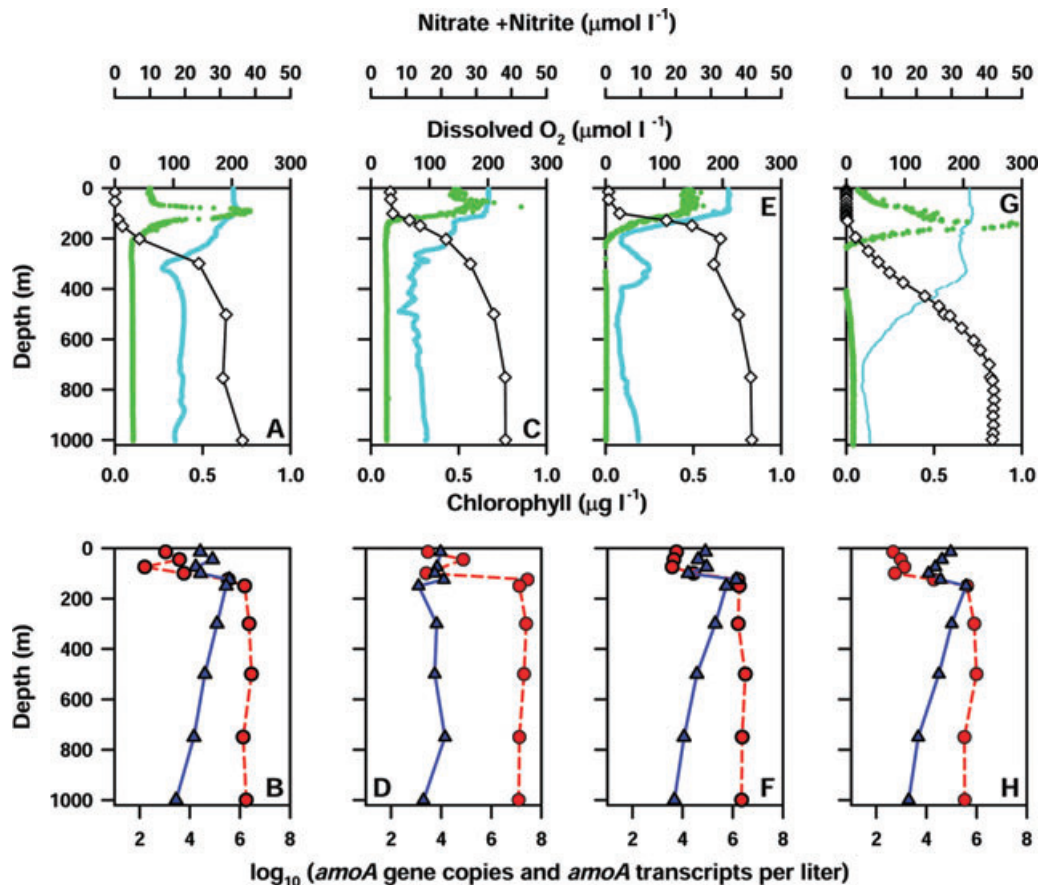 Nitrate +Nitrite (μmol l⁻¹)
0 10 20 30 40 50 0 10 20 30 40 50 0 10 20 30 40 50 0 10 20 30 40 50
Dissolved O₂ (μmol l⁻¹)
0 100 200 300 0 100 200 300 0 100 200 300 0 100 200 300
Depth (m)
0
200
400
600
800
1000
A
C
E
G
0.0 0.5 1.0 0.0 0.5 1.0 0.0 0.5 1.0 0.0 0.5 1.0
Chlorophyll (μg l⁻¹)
Depth (m)
0
200
400
600
800
1000
B
D
F
H
2 4 6 8 2 4 6 8 2 4 6 8 2 4 6 8
log₁₀ (amoA gene copies and amoA transcripts per liter)